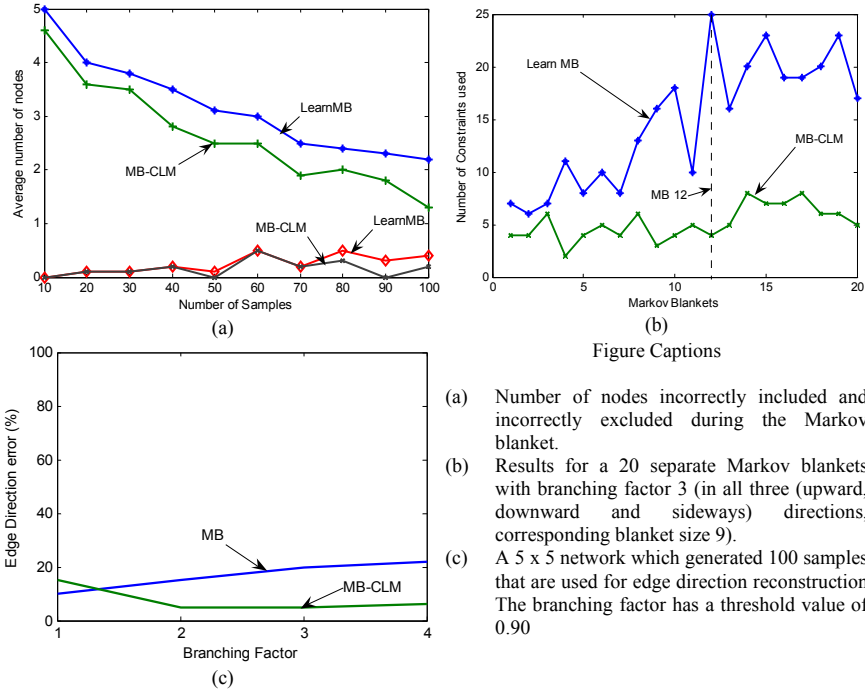 5
4
3
2
1
0
Average number of nodes
LearnMB
MB-CLM
MB-CLM
LearnMB
10 20 30 40 50 60 70 80 90 100
Number of Samples
(a)
25
20
15
10
5
0
Number of Constraints used
Learn MB
MB 12
MB-CLM
0 5 10 15 20
Markov Blankets
(b)
Figure Captions
100
80
60
40
20
0
Edge Direction error (%)
MB
MB-CLM
1 2 3 4
Branching Factor
(c)
(a) Number of nodes incorrectly included and
incorrectly excluded during the Markov
blanket.
(b) Results for a 20 separate Markov blankets
with branching factor 3 (in all three (upward,
downward and sideways) directions,
corresponding blanket size 9).
(c) A 5 x 5 network which generated 100 samples
that are used for edge direction reconstruction
The branching factor has a threshold value of
0.90